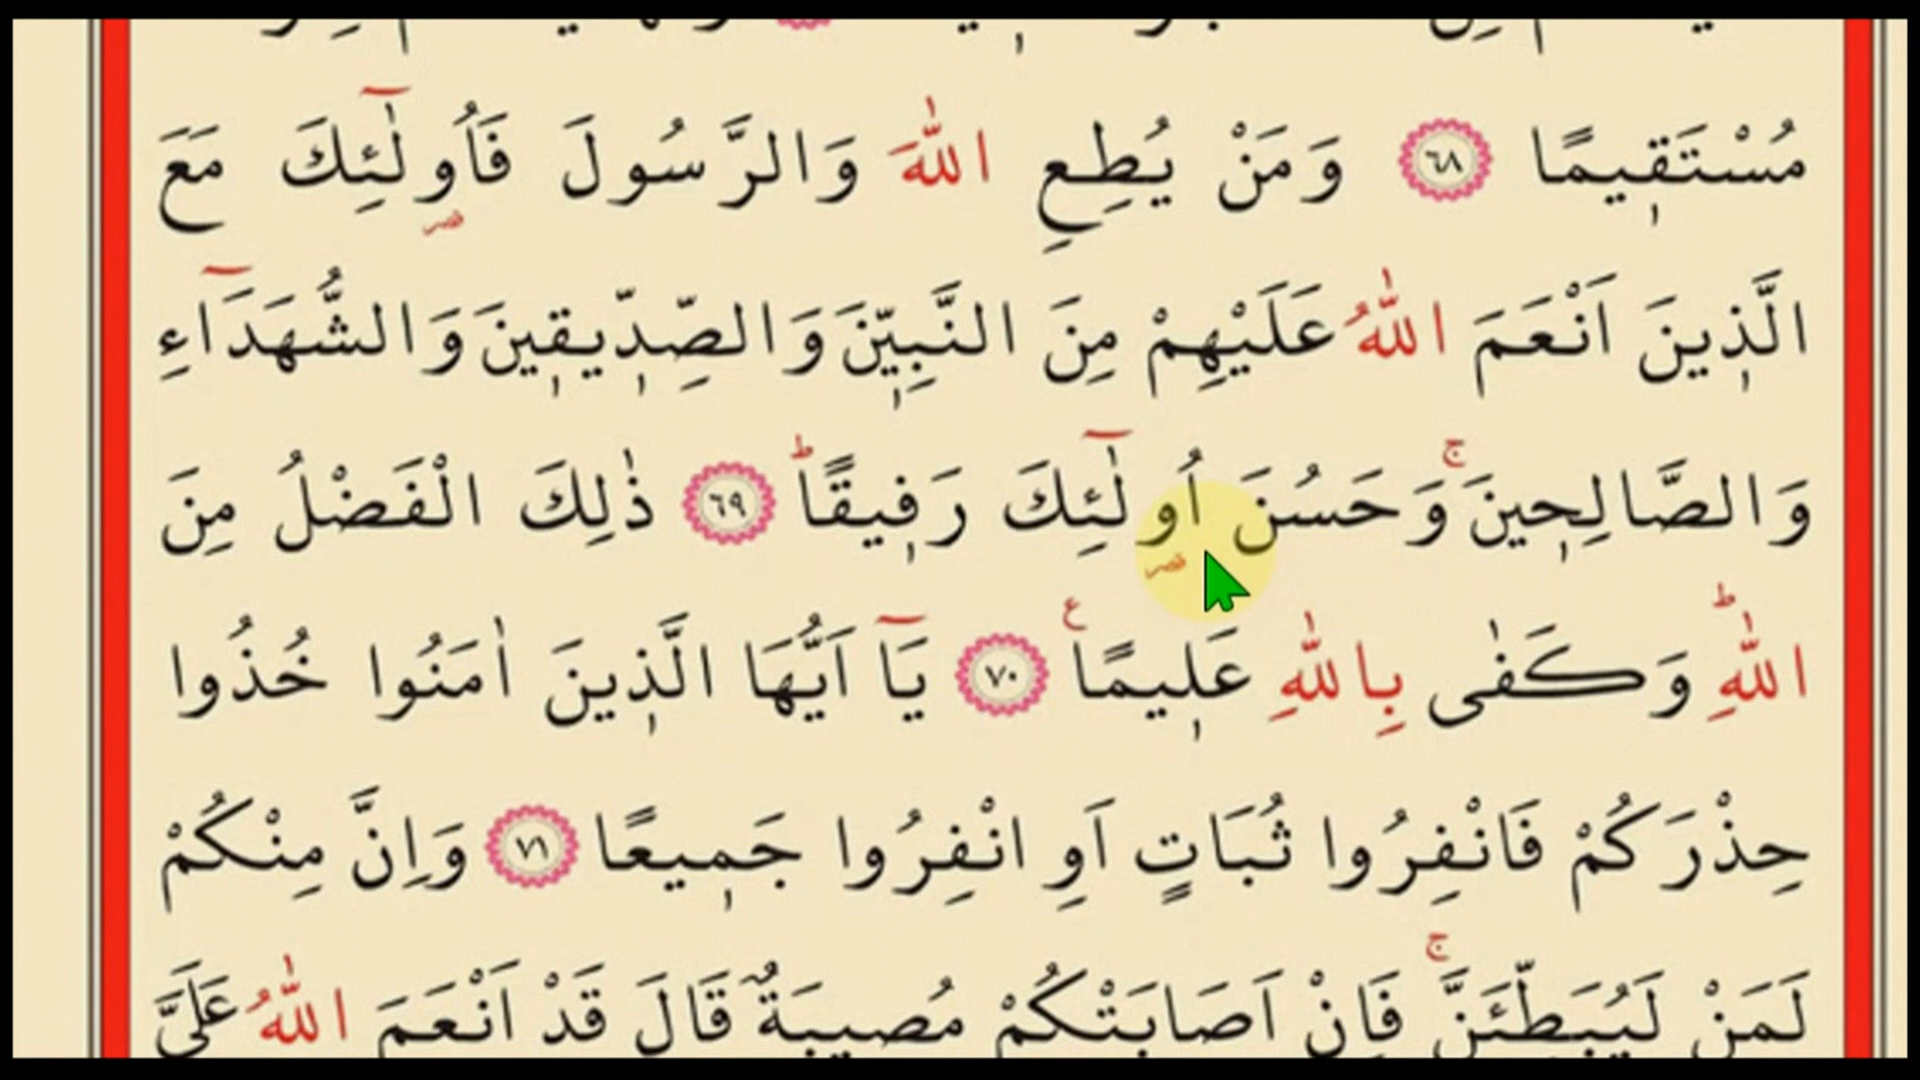 مُسْتَقٖيمًا ﴿٦٨﴾ وَمَنْ يُطِعِ اللّٰهَ وَالرَّسُولَ فَاُو۬لٰٓئِكَ مَعَ
الَّذٖينَ اَنْعَمَ اللّٰهُ عَلَيْهِمْ مِنَ النَّبِيّٖنَ وَالصِّدّٖيقٖينَ وَالشُّهَدَٓاءِ
وَالصَّالِحٖينَۚ وَحَسُنَ اُو۬لٰٓئِكَ رَفٖيقًاؕ ﴿٦٩﴾ ذٰلِكَ الْفَضْلُ مِنَ
اللّٰهِؕ وَكَفٰى بِاللّٰهِ عَلٖيمًا ع ﴿٧٠﴾ يَٓا اَيُّهَا الَّذٖينَ اٰمَنُوا خُذُوا
حِذْرَكُمْ فَانْفِرُوا ثُبَاتٍ اَوِ انْفِرُوا جَمٖيعًا ﴿٧١﴾ وَاِنَّ مِنْكُمْ
لَمَنْ لَيُبَطِّئَنَّۚ فَاِنْ اَصَابَتْكُمْ مُصٖيبَةٌ قَالَ قَدْ اَنْعَمَ اللّٰهُ عَلَيَّ